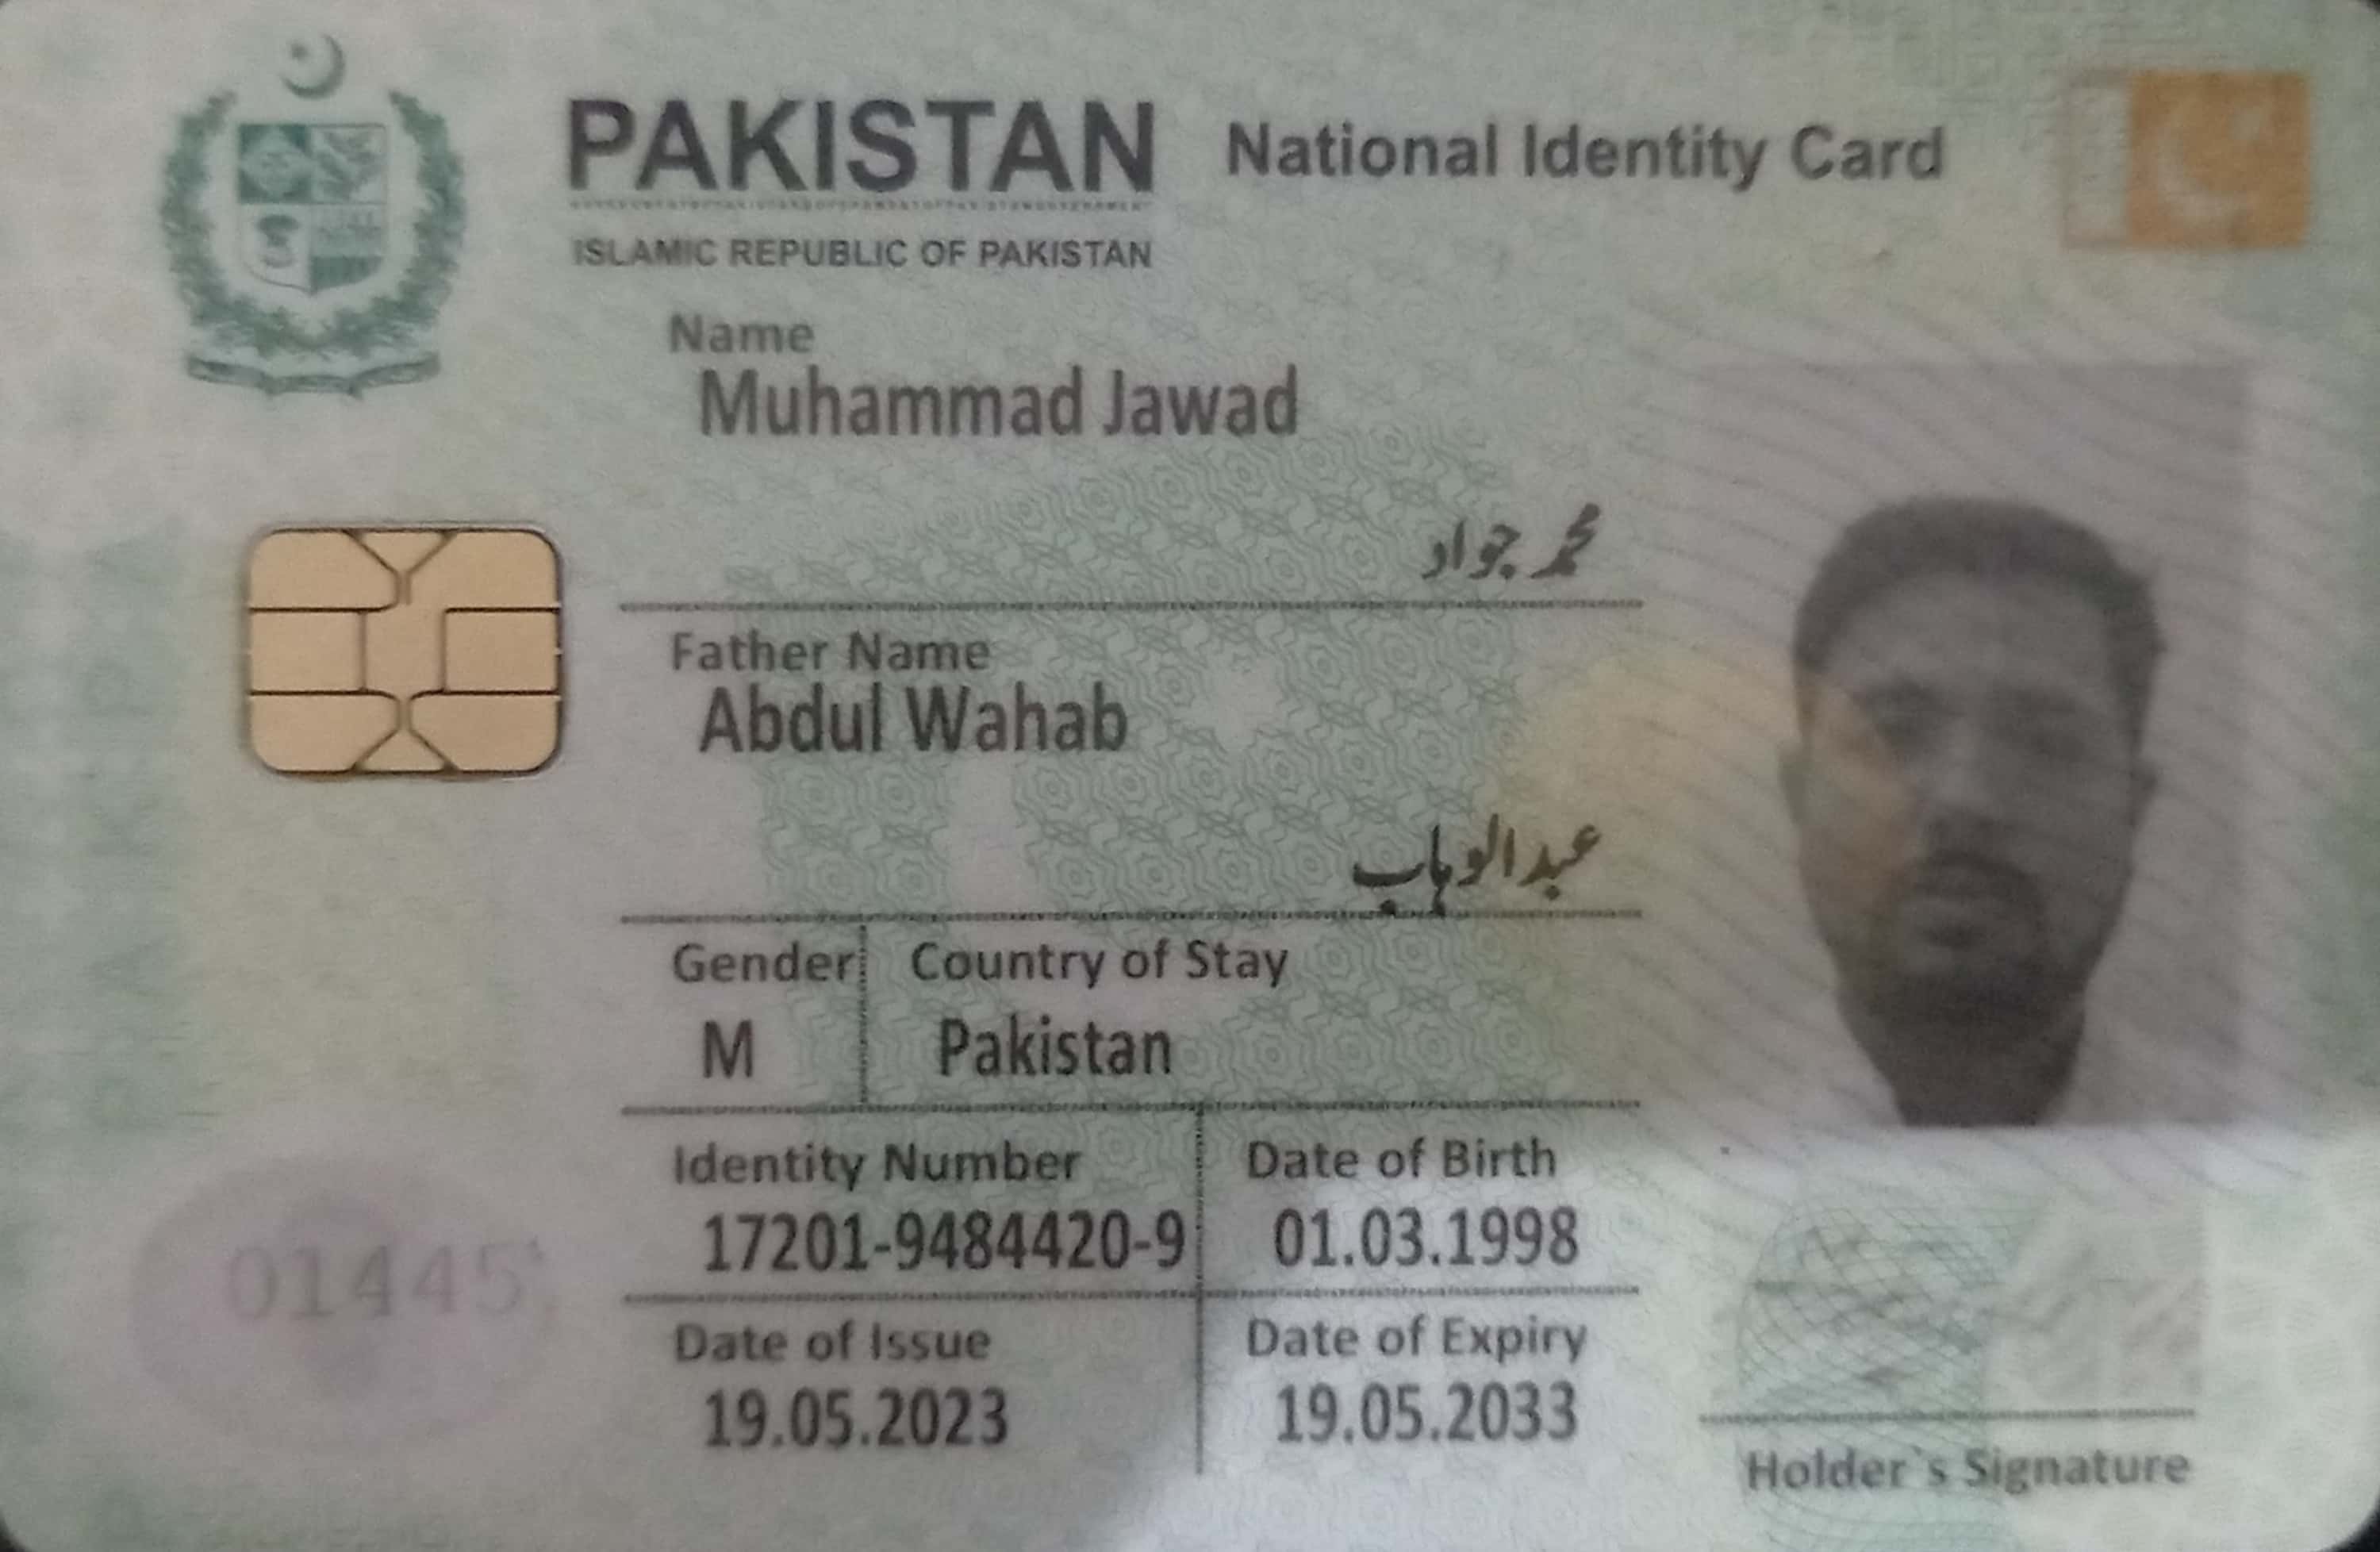 PAKISTAN National Identity Card
ISLAMIC REPUBLIC OF PAKISTAN
Name
Muhammad Jawad
محمد جواد
Father Name
Abdul Wahab
عبدالوہاب
Gender Country of Stay
M Pakistan
Identity Number Date of Birth
17201-9484420-9 01.03.1998
01445
Date of Issue Date of Expiry
19.05.2023 19.05.2033
Holder`s Signature